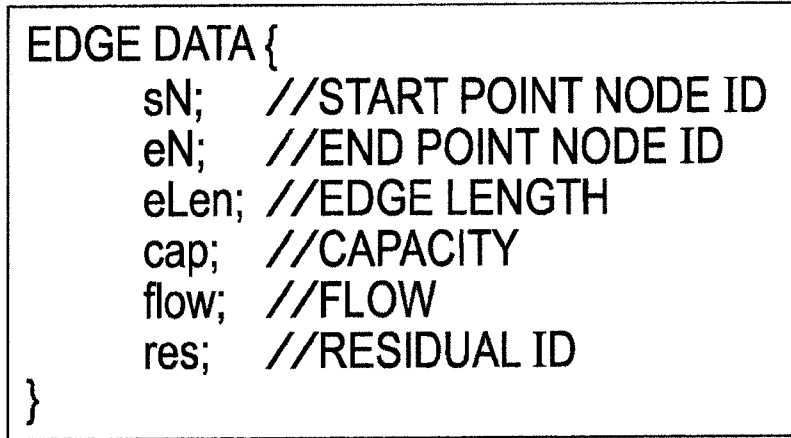 EDGE DATA {
sN; //START POINT NODE ID
eN; //END POINT NODE ID
eLen; //EDGE LENGTH
cap; //CAPACITY
flow; //FLOW
res; //RESIDUAL ID
}